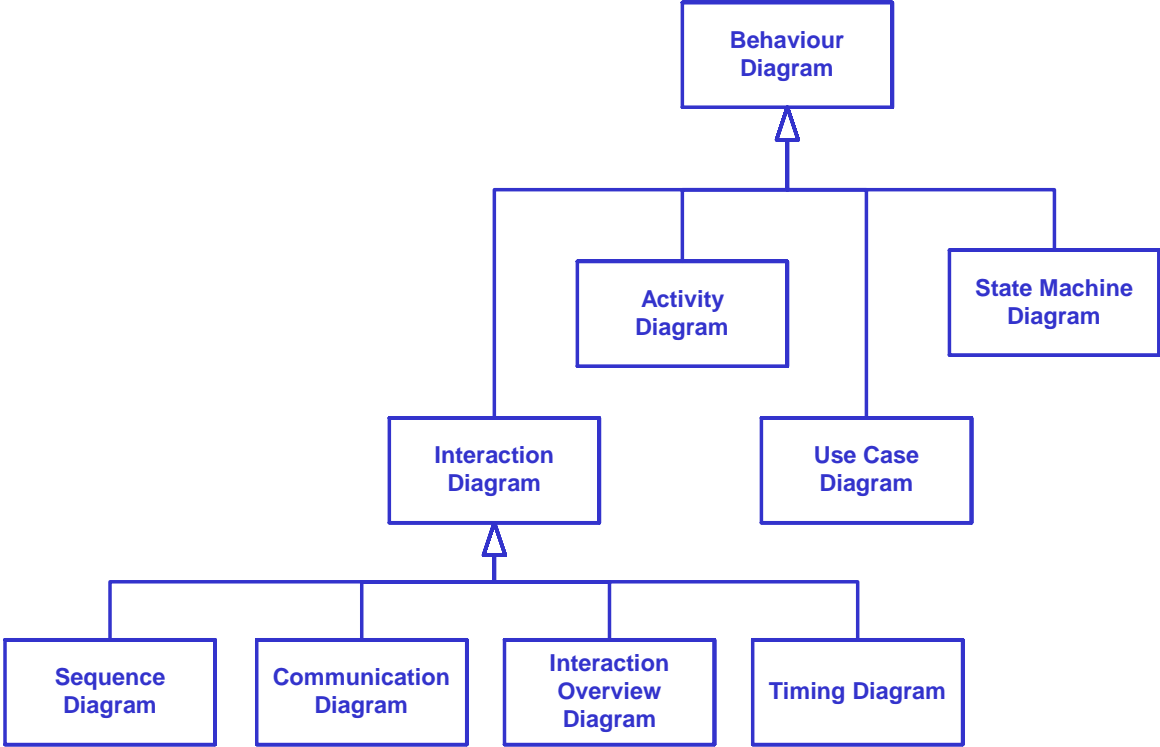 Behaviour
Diagram
Activity
Diagram
State Machine
Diagram
Interaction
Diagram
Use Case
Diagram
Sequence
Diagram
Communication
Diagram
Interaction
Overview
Diagram
Timing Diagram